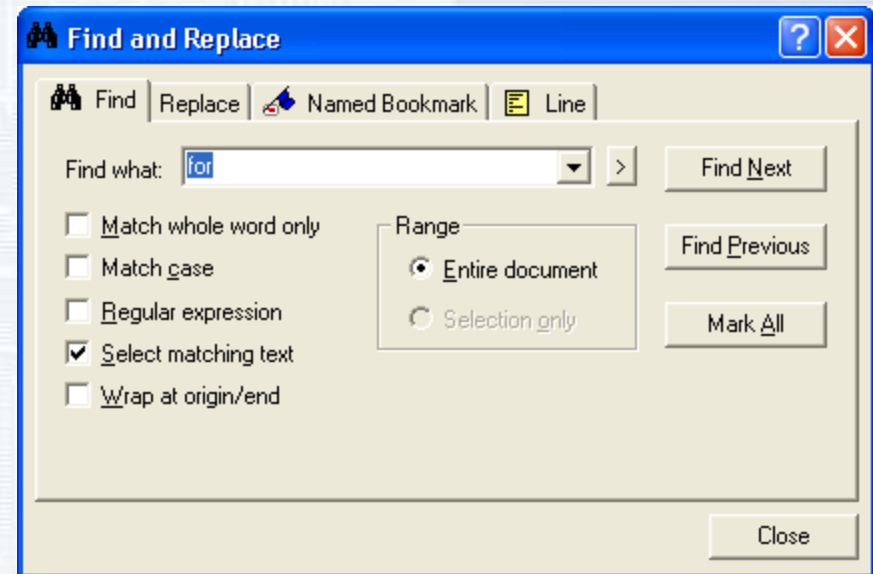 Find and Replace
Find Replace Named Bookmark Line
Find what: for > Find Next
Match whole word only
Match case
Regular expression
Select matching text
Wrap at origin/end
Range
Entire document
Selection only
Find Previous
Mark All
Close